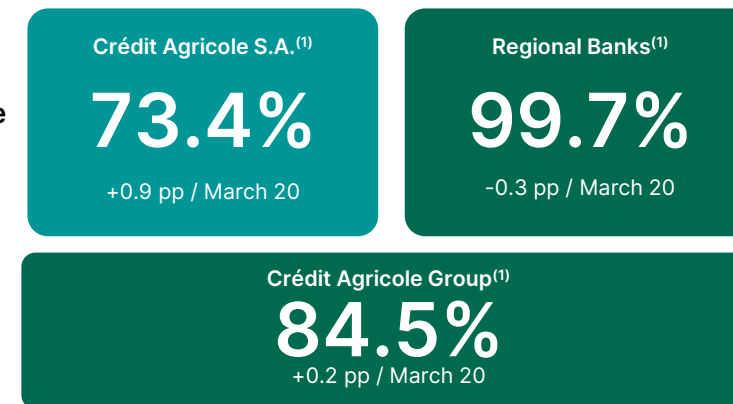 Crédit Agricole S.A.(1)
73.4%
+0.9 pp / March 20
Regional Banks(1)
99.7%
-0.3 pp / March 20
Crédit Agricole Group(1)
84.5%
+0.2 pp / March 20